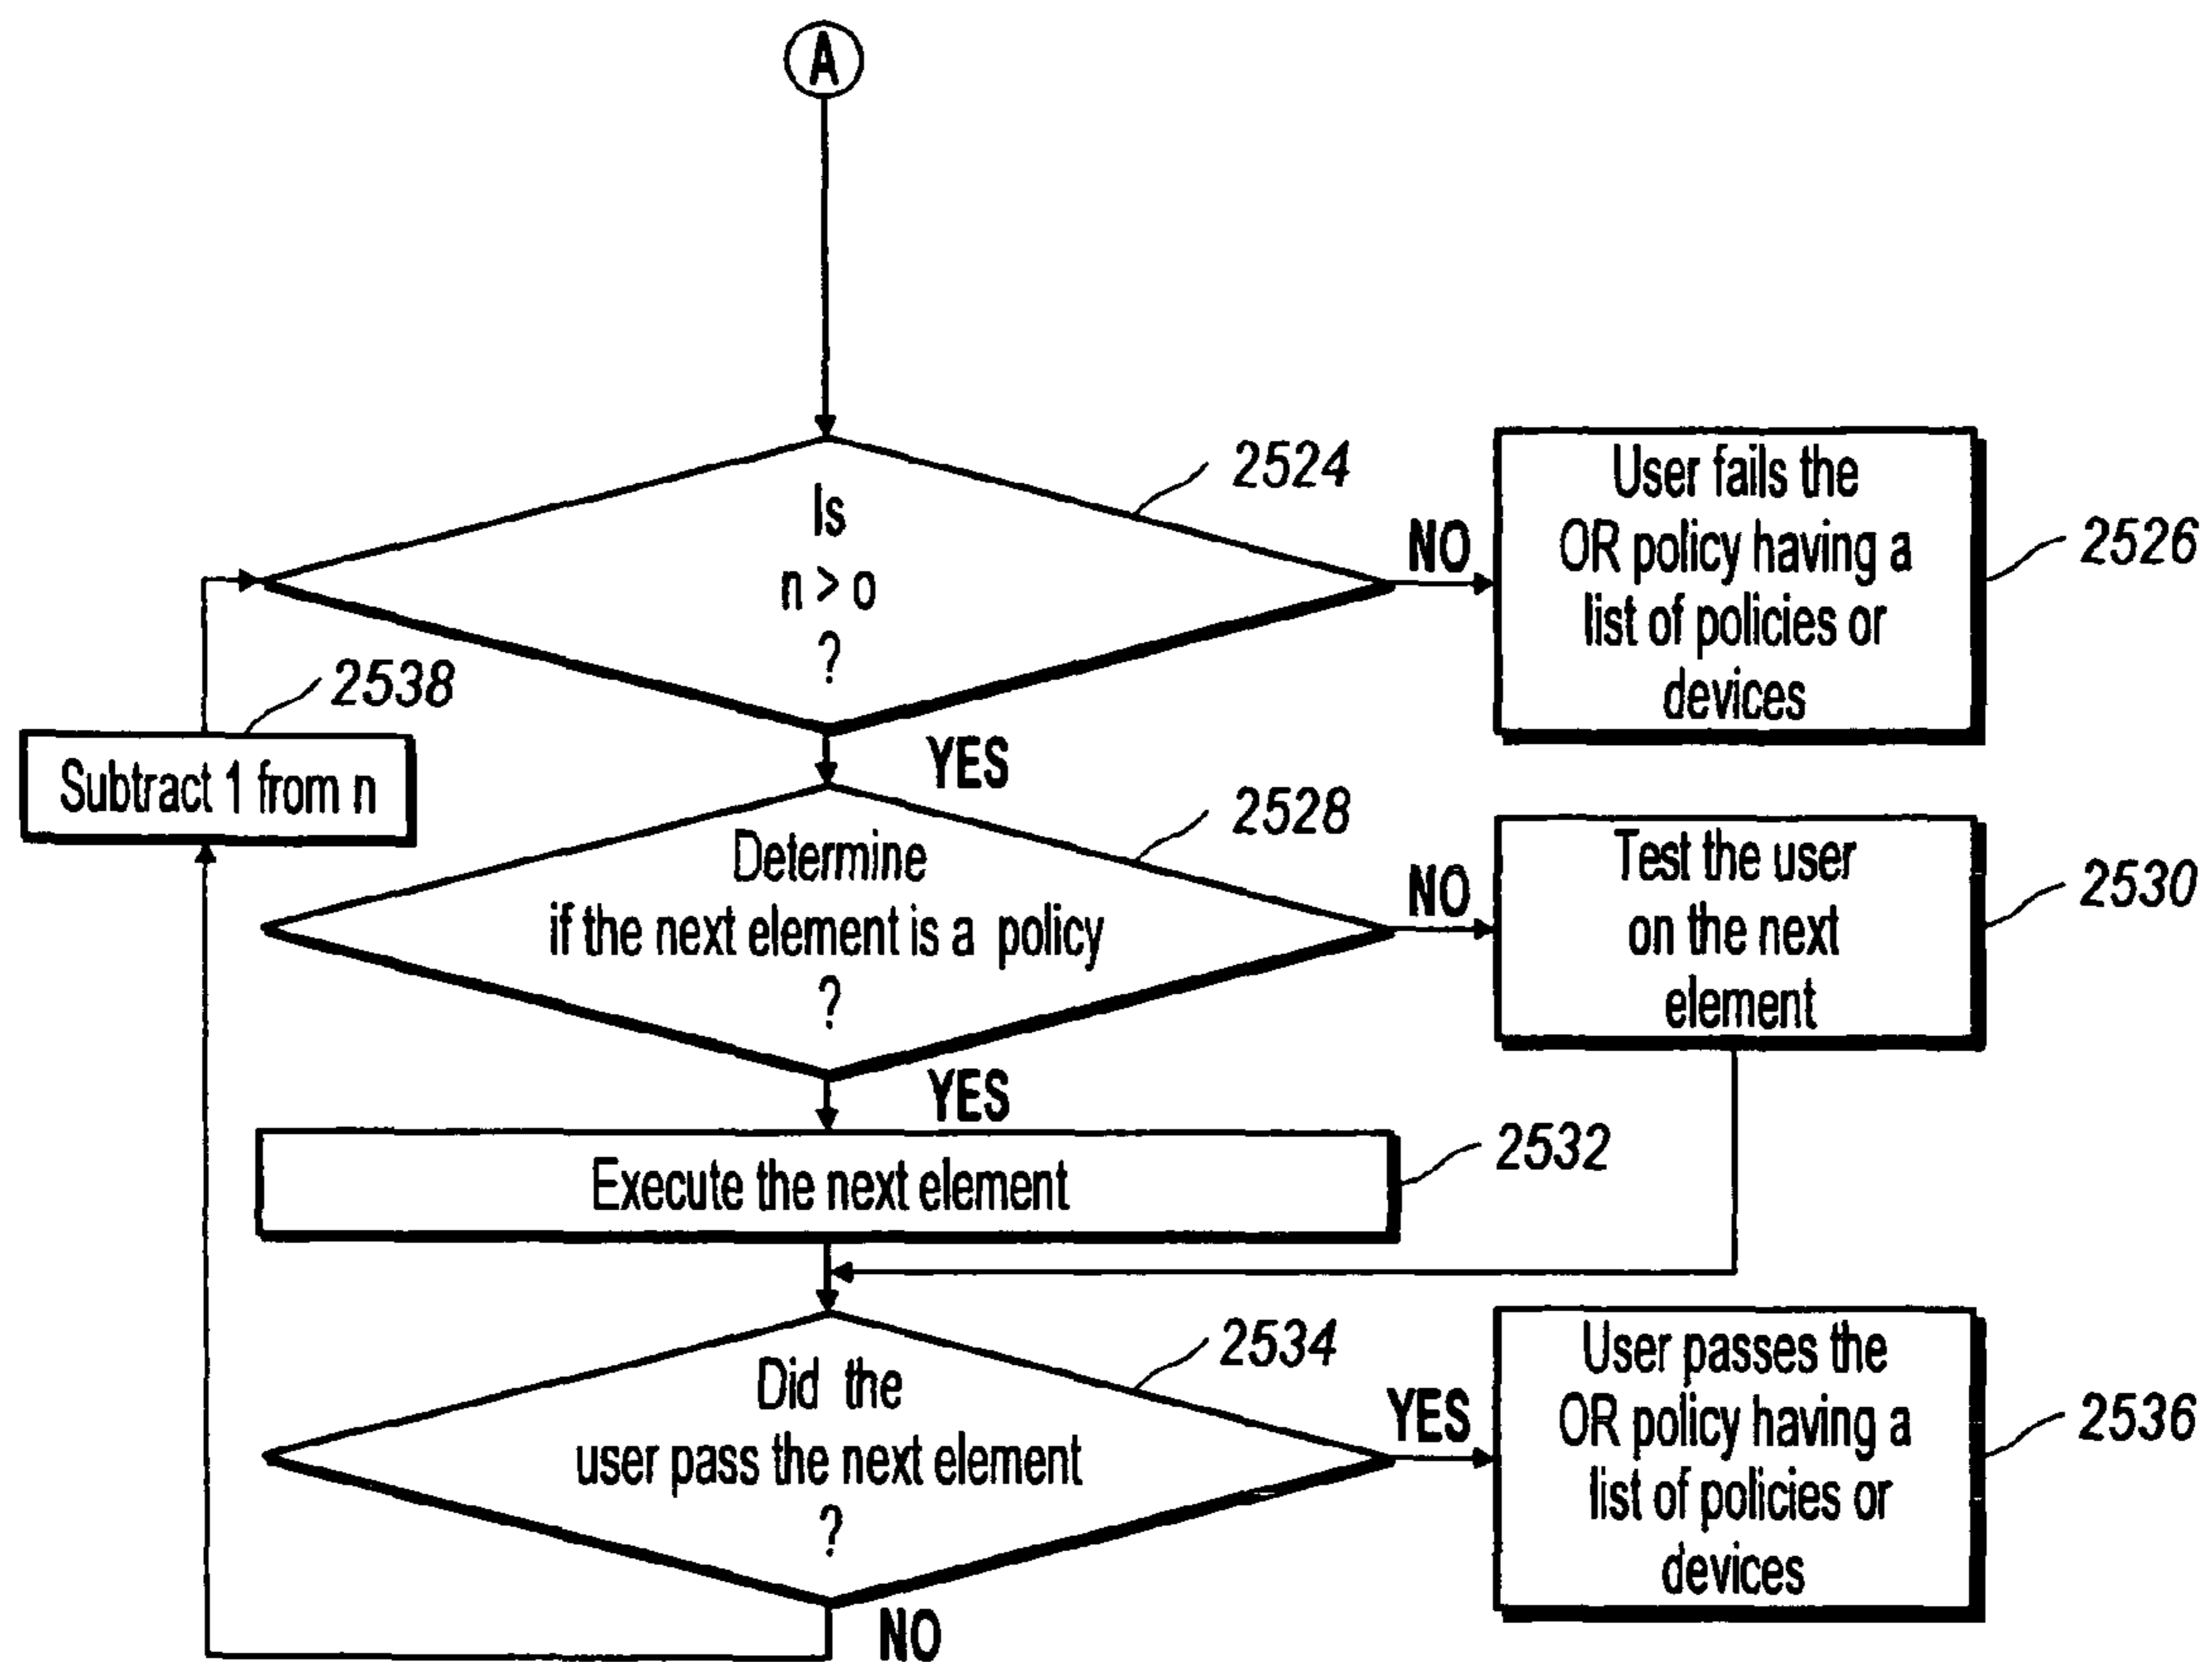 A
Is
n > o
?
2524
NO
User fails the
OR policy having a
list of policies or
devices
2526
2538
Subtract 1 from n
YES
Determine
if the next element is a policy
?
2528
NO
Test the user
on the next
element
2530
YES
Execute the next element
2532
Did the
user pass the next element
?
2534
YES
User passes the
OR policy having a
list of policies or
devices
2536
NO